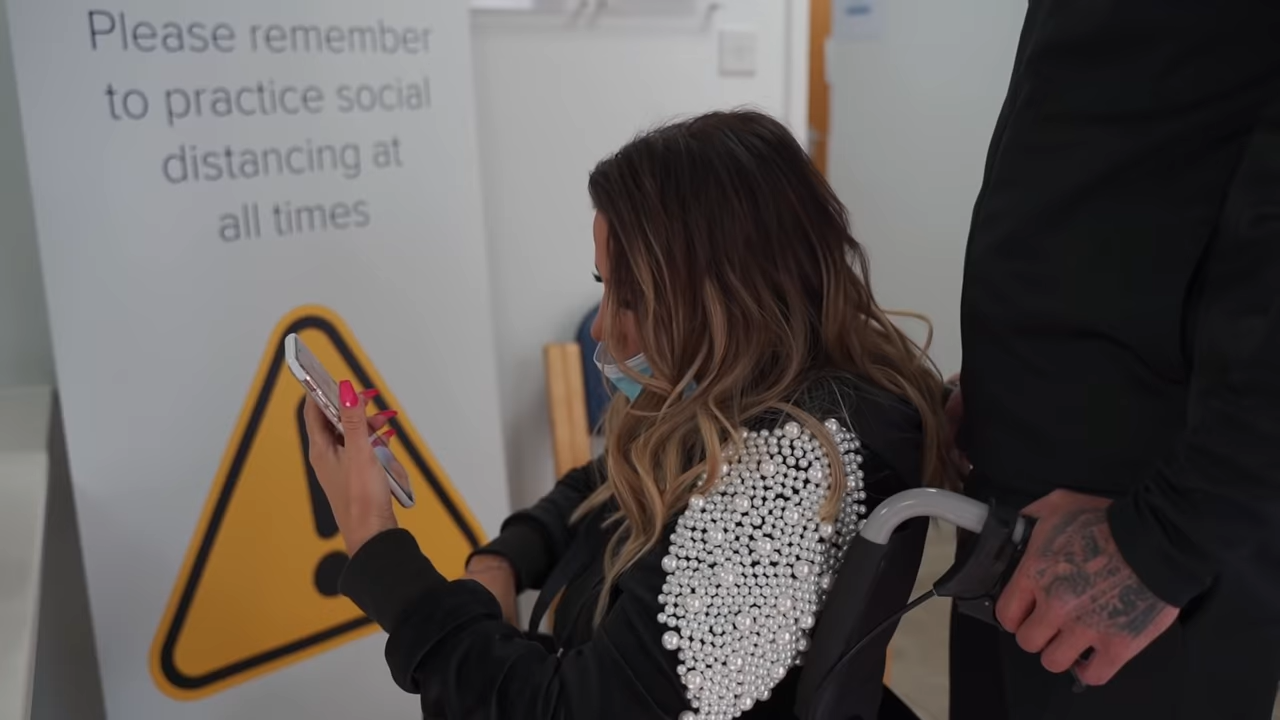 Please remember
to practice social
distancing at
all times